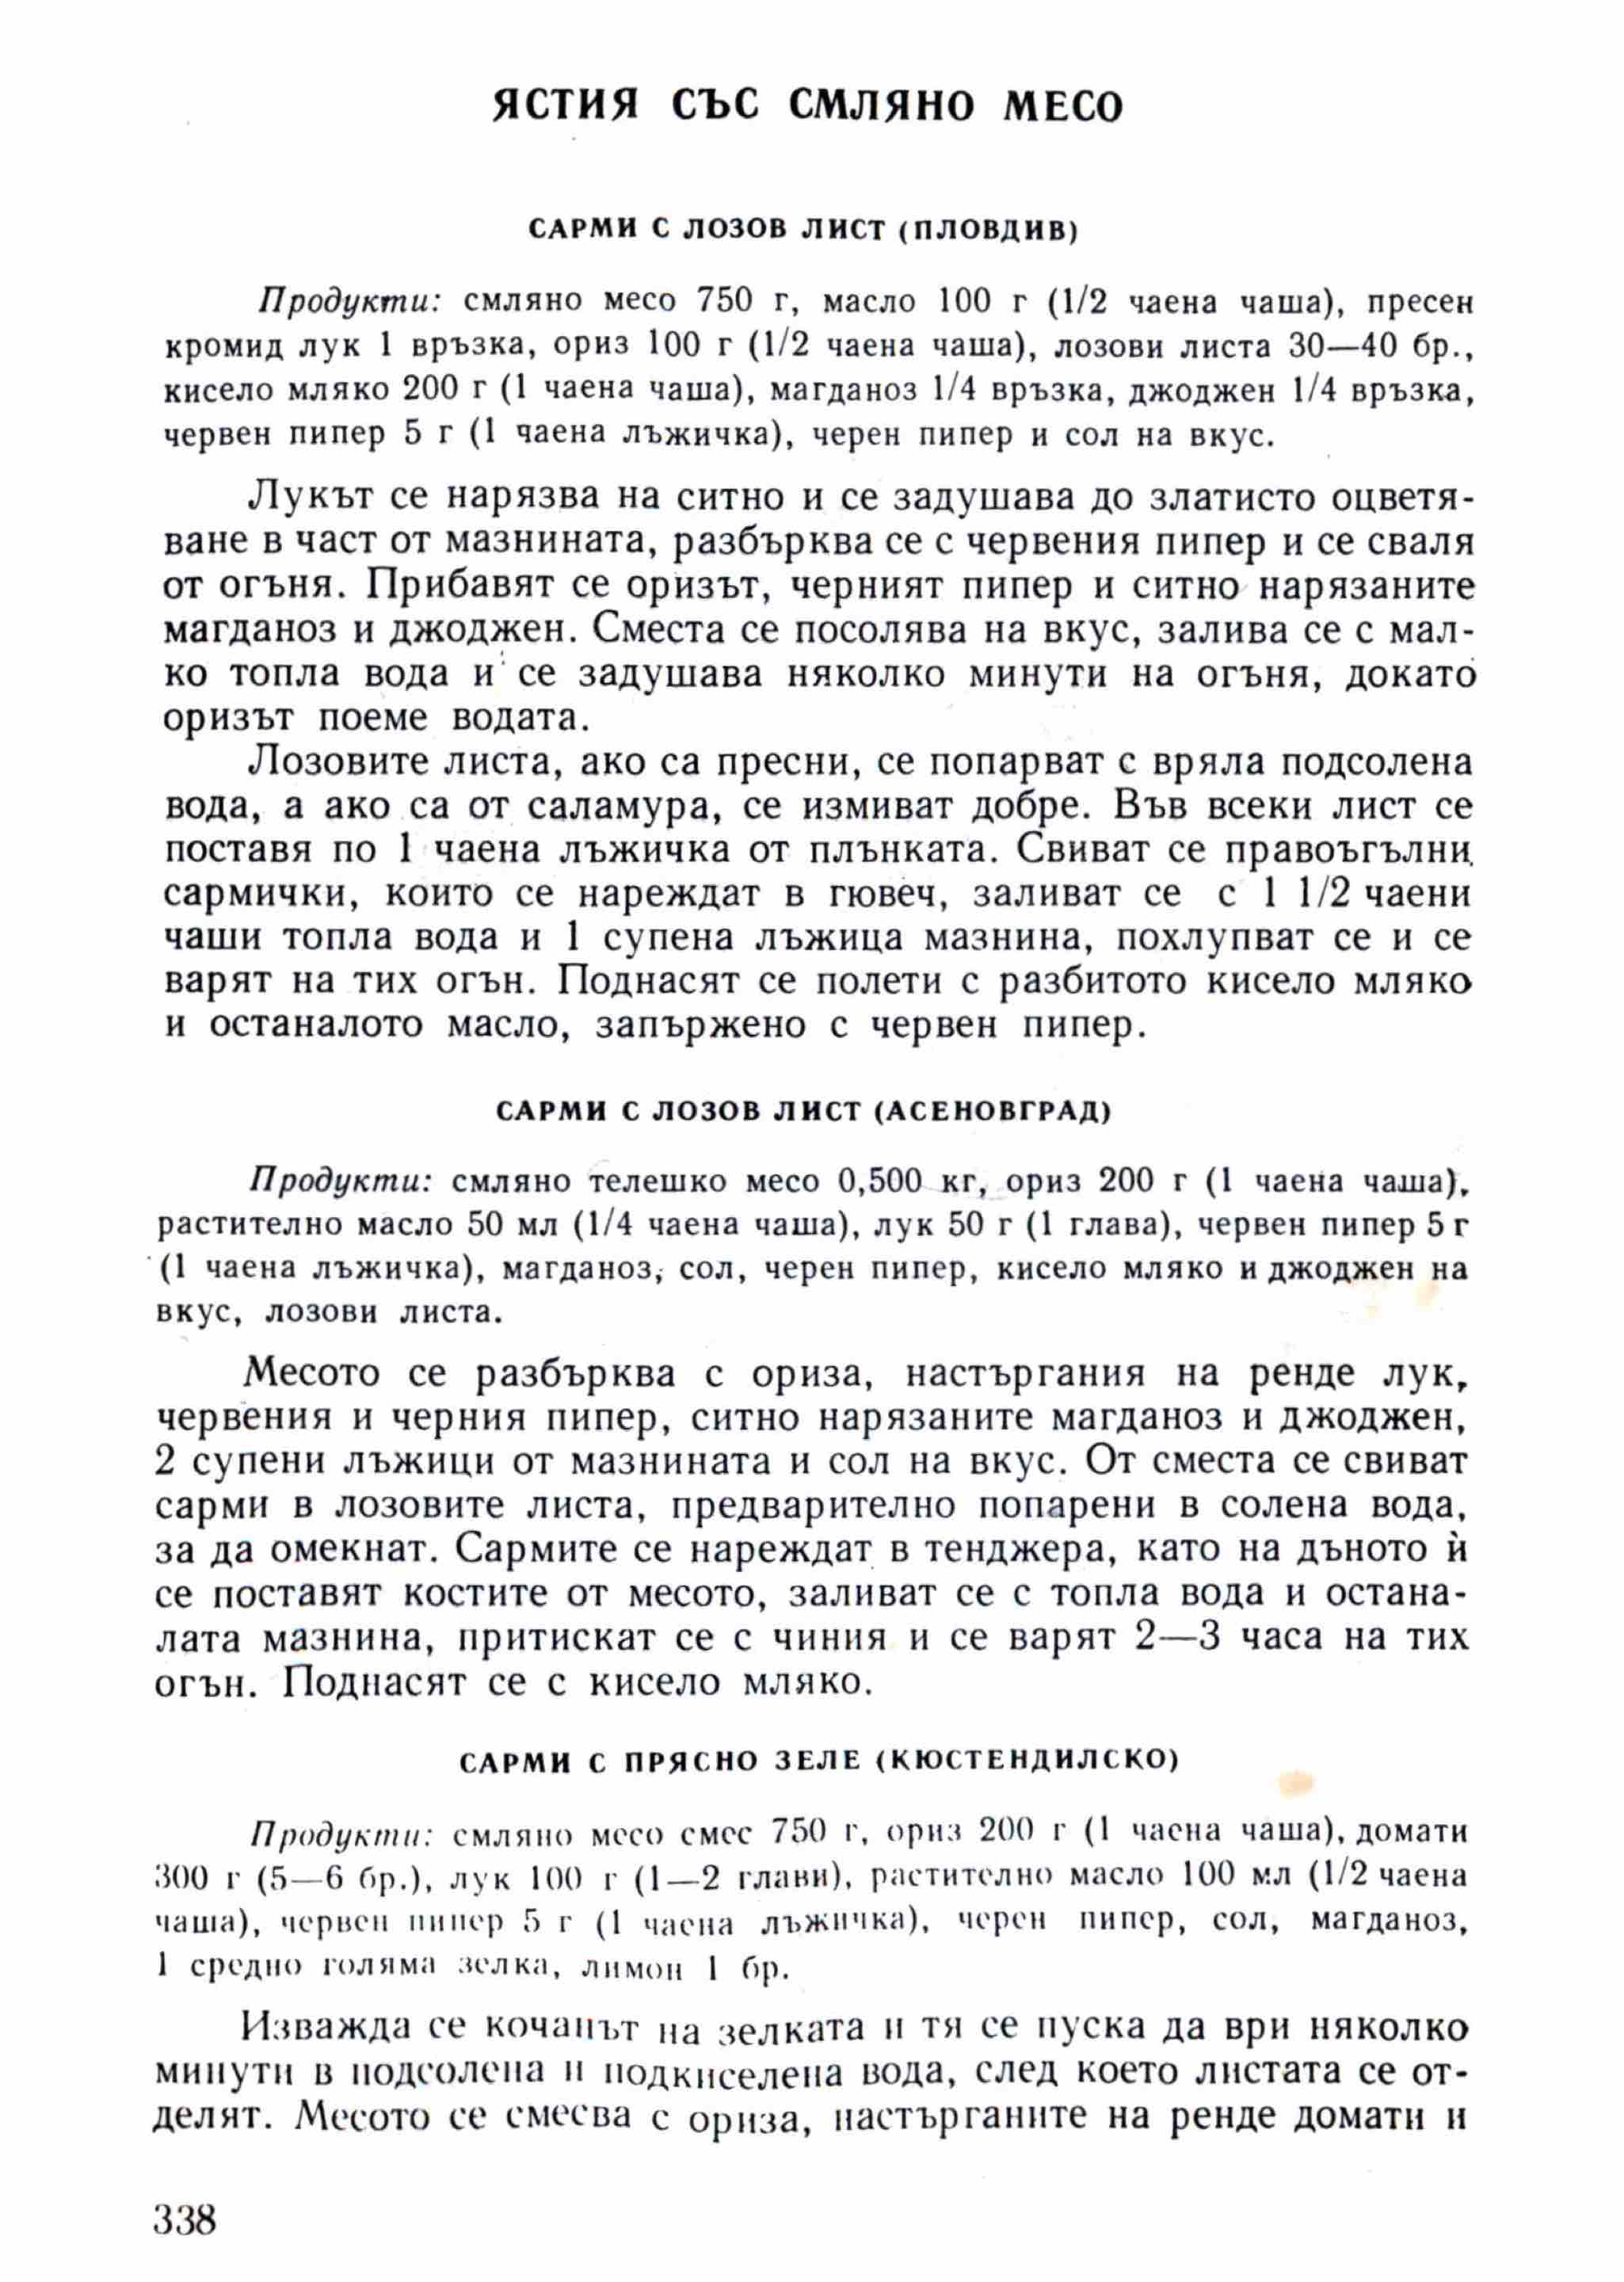 ЯСТИЯ СЪС СМЛЯНО МЕСО
САРМИ С ЛОЗОВ ЛИСТ (ПЛОВДИВ)
Продукти: смляно месо 750 г, масло 100 г (1/2 чаена чаша), пресен
кромид лук 1 връзка, ориз 100 г (1/2 чаена чаша), лозови листа 30—40 бр.,
кисело мляко 200 г (1 чаена чаша), магданоз 1/4 връзка, джоджен 1/4 връзка,
червен пипер 5 г (1 чаена лъжичка), черен пипер и сол на вкус.
Лукът се нарязва на ситно и се задушава до златисто оцветя-
ване в част от мазнината, разбърква се с червения пипер и се сваля
от огъня. Прибавят се оризът, черният пипер и ситно нарязаните
магданоз и джоджен. Сместа се посолява на вкус, залива се с мал-
ко топла вода и се задушава няколко минути на огъня, докато
оризът поеме водата.
Лозовите листа, ако са пресни, се попарват с вряла подсолена
вода, а ако са от саламура, се измиват добре. Във всеки лист се
поставя по 1 чаена лъжичка от плънката. Свиват се правоъгълни
сармички, които се нареждат в гювеч, заливат се с 1 1/2 чаени
чаши топла вода и 1 супена лъжица мазнина, похлупват се и се
варят на тих огън. Поднасят се полети с разбитото кисело мляко
и останалото масло, запържено с червен пипер.
САРМИ С ЛОЗОВ ЛИСТ (АСЕНОВГРАД)
Продукти: смляно телешко месо 0,500 кг, ориз 200 г (1 чаена чаша),
растително масло 50 мл (1/4 чаена чаша), лук 50 г (1 глава), червен пипер 5 г
(1 чаена лъжичка), магданоз, сол, черен пипер, кисело мляко и джоджен на
вкус, лозови листа.
Месото се разбърква с ориза, настъргания на ренде лук,
червения и черния пипер, ситно нарязаните магданоз и джоджен,
2 супени лъжици от мазнината и сол на вкус. От сместа се свиват
сарми в лозовите листа, предварително попарени в солена вода,
за да омекнат. Сармите се нареждат в тенджера, като на дъното ѝ
се поставят костите от месото, заливат се с топла вода и остана-
лата мазнина, притискат се с чиния и се варят 2—3 часа на тих
огън. Поднасят се с кисело мляко.
САРМИ С ПРЯСНО ЗЕЛЕ (КЮСТЕНДИЛСКО)
Продукти: смляно месо смес 750 г, ориз 200 г (1 чаена чаша), домати
300 г (5—6 бр.), лук 100 г (1—2 глави), растително масло 100 мл (1/2 чаена
чаша), червен пипер 5 г (1 чаена лъжичка), черен пипер, сол, магданоз,
1 средно голяма зелка, лимон 1 бр.
Изважда се кочанът на зелката и тя се пуска да ври няколко
минути в подсолена и подкиселена вода, след което листата се от-
делят. Месото се смесва с ориза, настърганите на ренде домати и
338